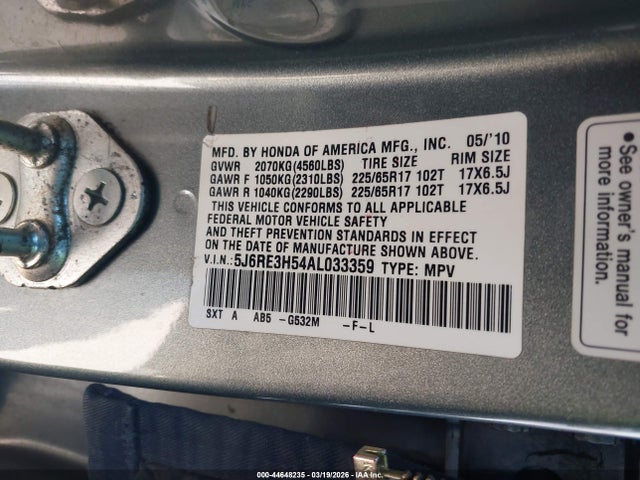 MFD. BY HONDA OF AMERICA MFG., INC. 05/'10
GVWR 2070KG(4560LBS) TIRE SIZE RIM SIZE
GAWR F 1050KG(2310LBS) 225/65R17 102T 17X6.5J
GAWR R 1040KG(2290LBS) 225/65R17 102T 17X6.5J
THIS VEHICLE CONFORMS TO ALL APPLICABLE
FEDERAL MOTOR VEHICLE SAFETY
AND THEFT PREVENTION STANDARDS IN EFFECT
ON THE DATE OF MANUFACTURE SHOWN ABOVE.
V.I.N.: 5J6RE3H54AL033359 TYPE: MPV
SXT A AB5 -G532M -F-L
See owner's manual
more information.
00-44648235 - 03/19/2026 - IAA Inc.